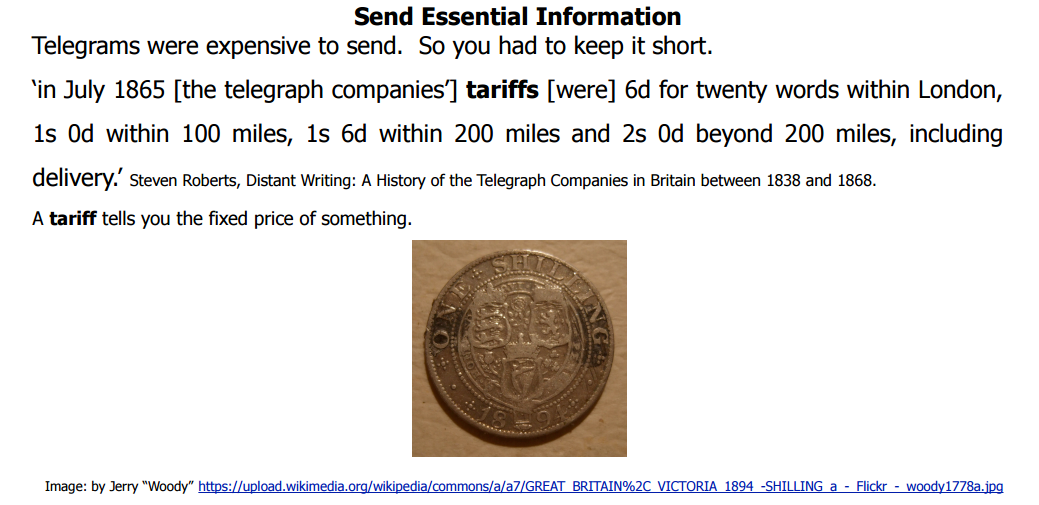 Send Essential Information
Telegrams were expensive to send.  So you had to keep it short.
‘in July 1865 [the telegraph companies’] tariffs [were] 6d for twenty words within London,
1s 0d within 100 miles, 1s 6d within 200 miles and 2s 0d beyond 200 miles, including
delivery.’ Steven Roberts, Distant Writing: A History of the Telegraph Companies in Britain between 1838 and 1868.
A tariff tells you the fixed price of something.
ONE SHILLING
1894
Image: by Jerry “Woody” https://upload.wikimedia.org/wikipedia/commons/a/a7/GREAT_BRITAIN%2C_VICTORIA_1894_-SHILLING_a_-_Flickr_-_woody1778a.jpg